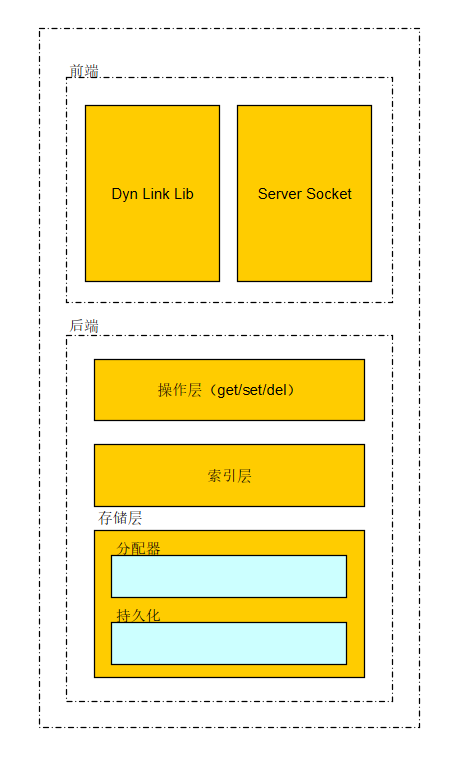 前端
Dyn Link Lib
Server Socket
后端
操作层（get/set/del）
索引层
存储层
分配器
持久化